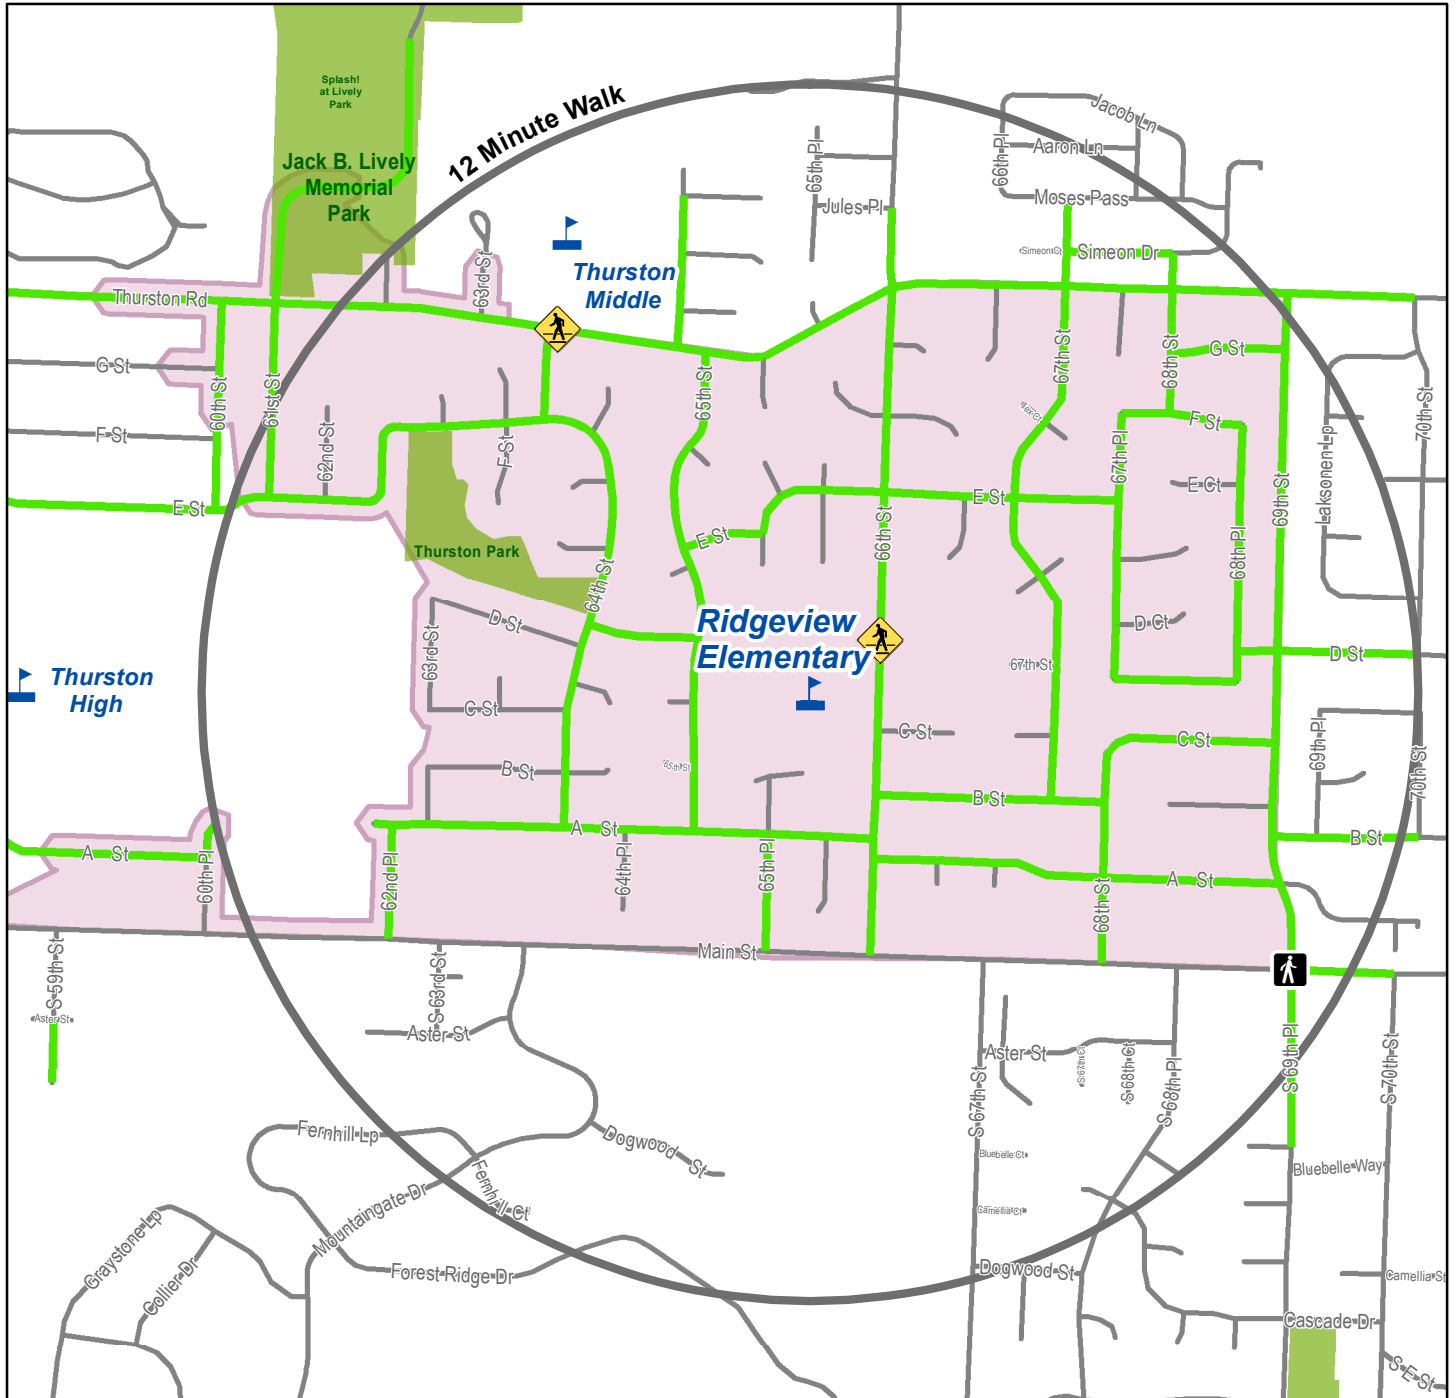 Splash!
at Lively
Park
12 Minute Walk
Jacob Ln
Aaron Ln
66th Pl
65th Pl
Jack B. Lively
Memorial
Park
Moses Pass
Jules Pl
Simeon Ct
Simeon Dr
63rd St
Thurston
Middle
Thurston Rd
G St
60th St
61st St
F St
62nd St
F St
65th St
67th St
68th St
G St
Alex Ct
67th Pl
F St
70th St
Laksonen Lp
E St
E St
E St
E Ct
66th St
69th St
68th Pl
Thurston Park
64th St
D St
63rd St
Ridgeview
Elementary
D Ct
D St
67th St
Thurston
High
C St
C St
C St
69th Pl
70th St
B St
65th St
B St
B St
A St
A St
A St
60th Pl
62nd Pl
64th Pl
65th Pl
68th St
Main St
S 59th St
Aster St
S 63rd St
Aster St
Aster St
S 67th Ct
S 68th Ct
S 67th St
S 68th Pl
S 69th Pl
S 70th St
Fernhill Lp
Dogwood St
Bluebelle Ct
Bluebelle Way
Fernhill Ct
Mountaingate Dr
Camellia Ct
Graystone Lp
Collier Dr
Forest Ridge Dr
Dogwood St
Camellia St
Cascade Dr
S E St